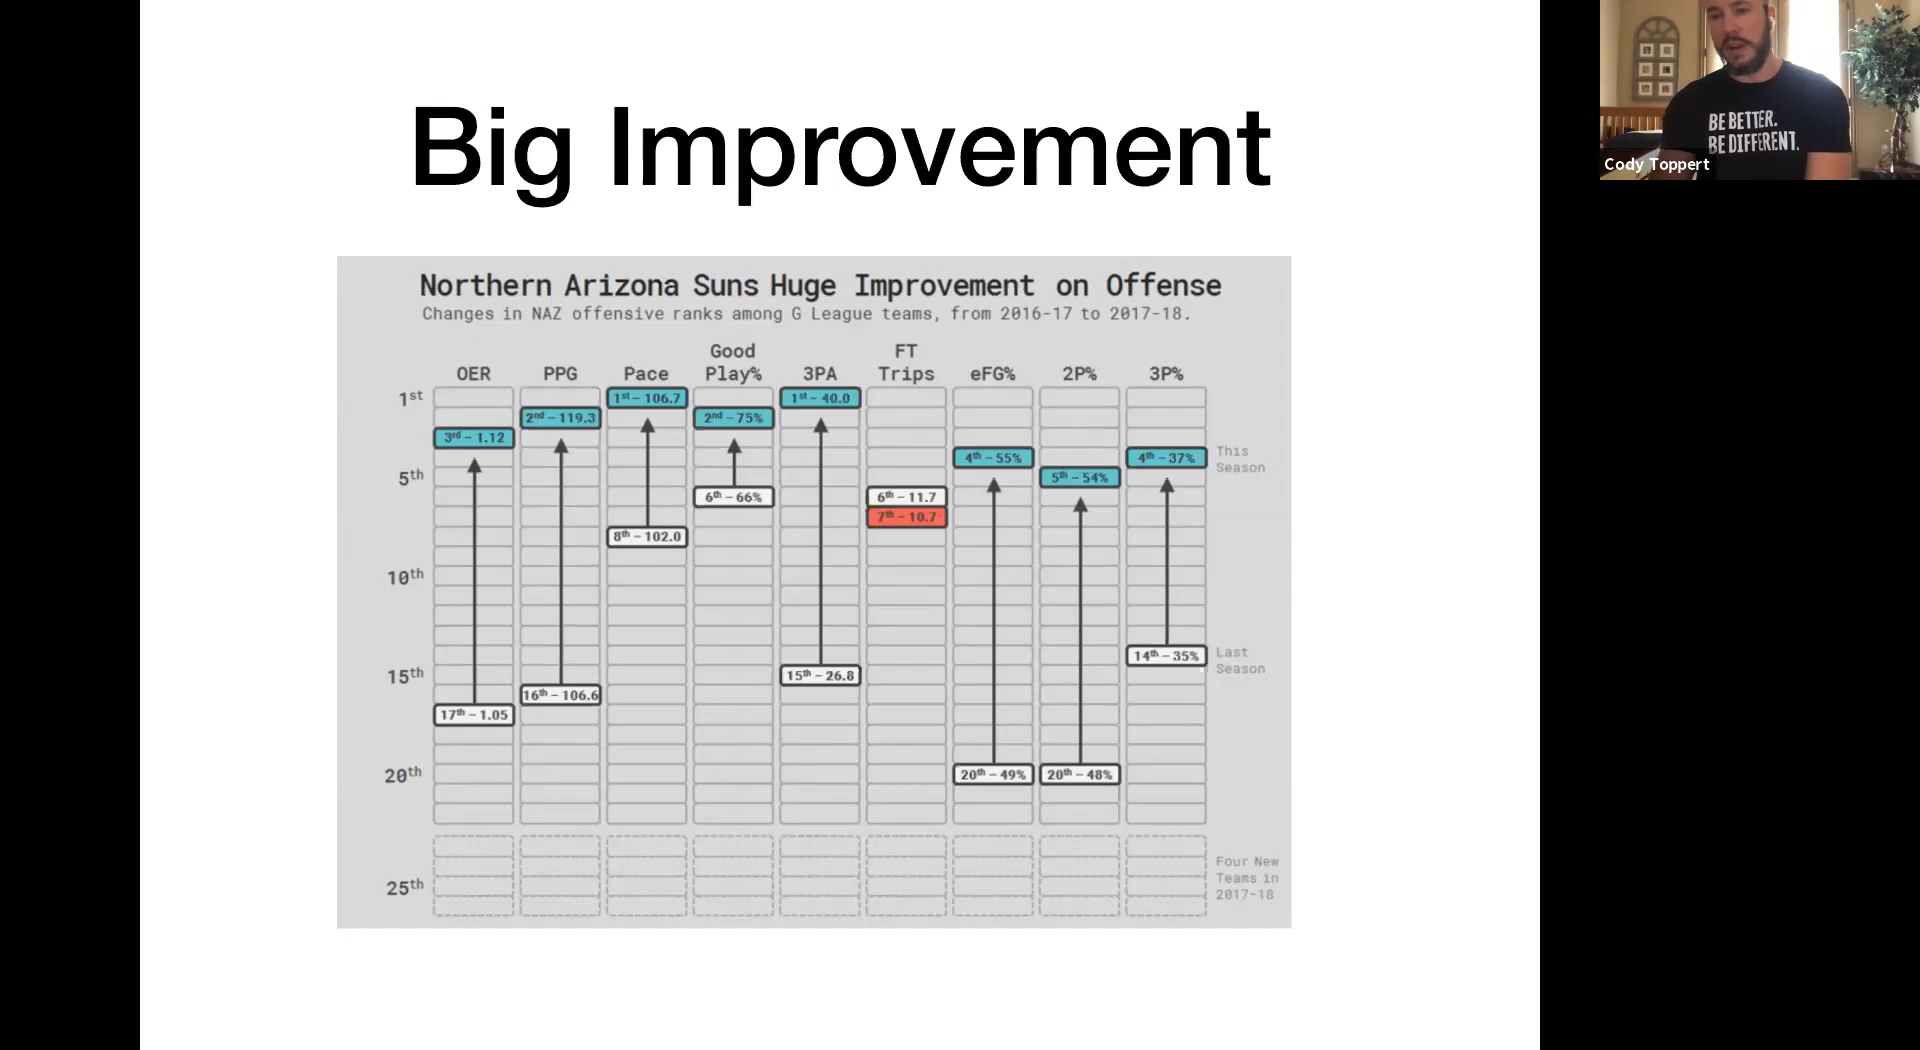 Big Improvement
BE BETTER.
BE DIFFERENT.
Cody Toppert
Northern Arizona Suns Huge Improvement on Offense
Changes in NAZ offensive ranks among G League teams, from 2016-17 to 2017-18.
OER PPG Pace Good Play% 3PA FT Trips eFG% 2P% 3P%
1st
1st – 106.7
1st – 40.0
2nd – 119.3
2nd – 75%
3rd – 1.12
4th – 55%
4th – 37%
This Season
5th
5th – 54%
6th – 66%
6th – 11.7
7th – 10.7
8th – 102.0
10th
14th – 35%
Last Season
15th
15th – 26.8
16th – 106.6
17th – 1.05
20th
20th – 49%
20th – 48%
25th
Four New
Teams in
2017-18